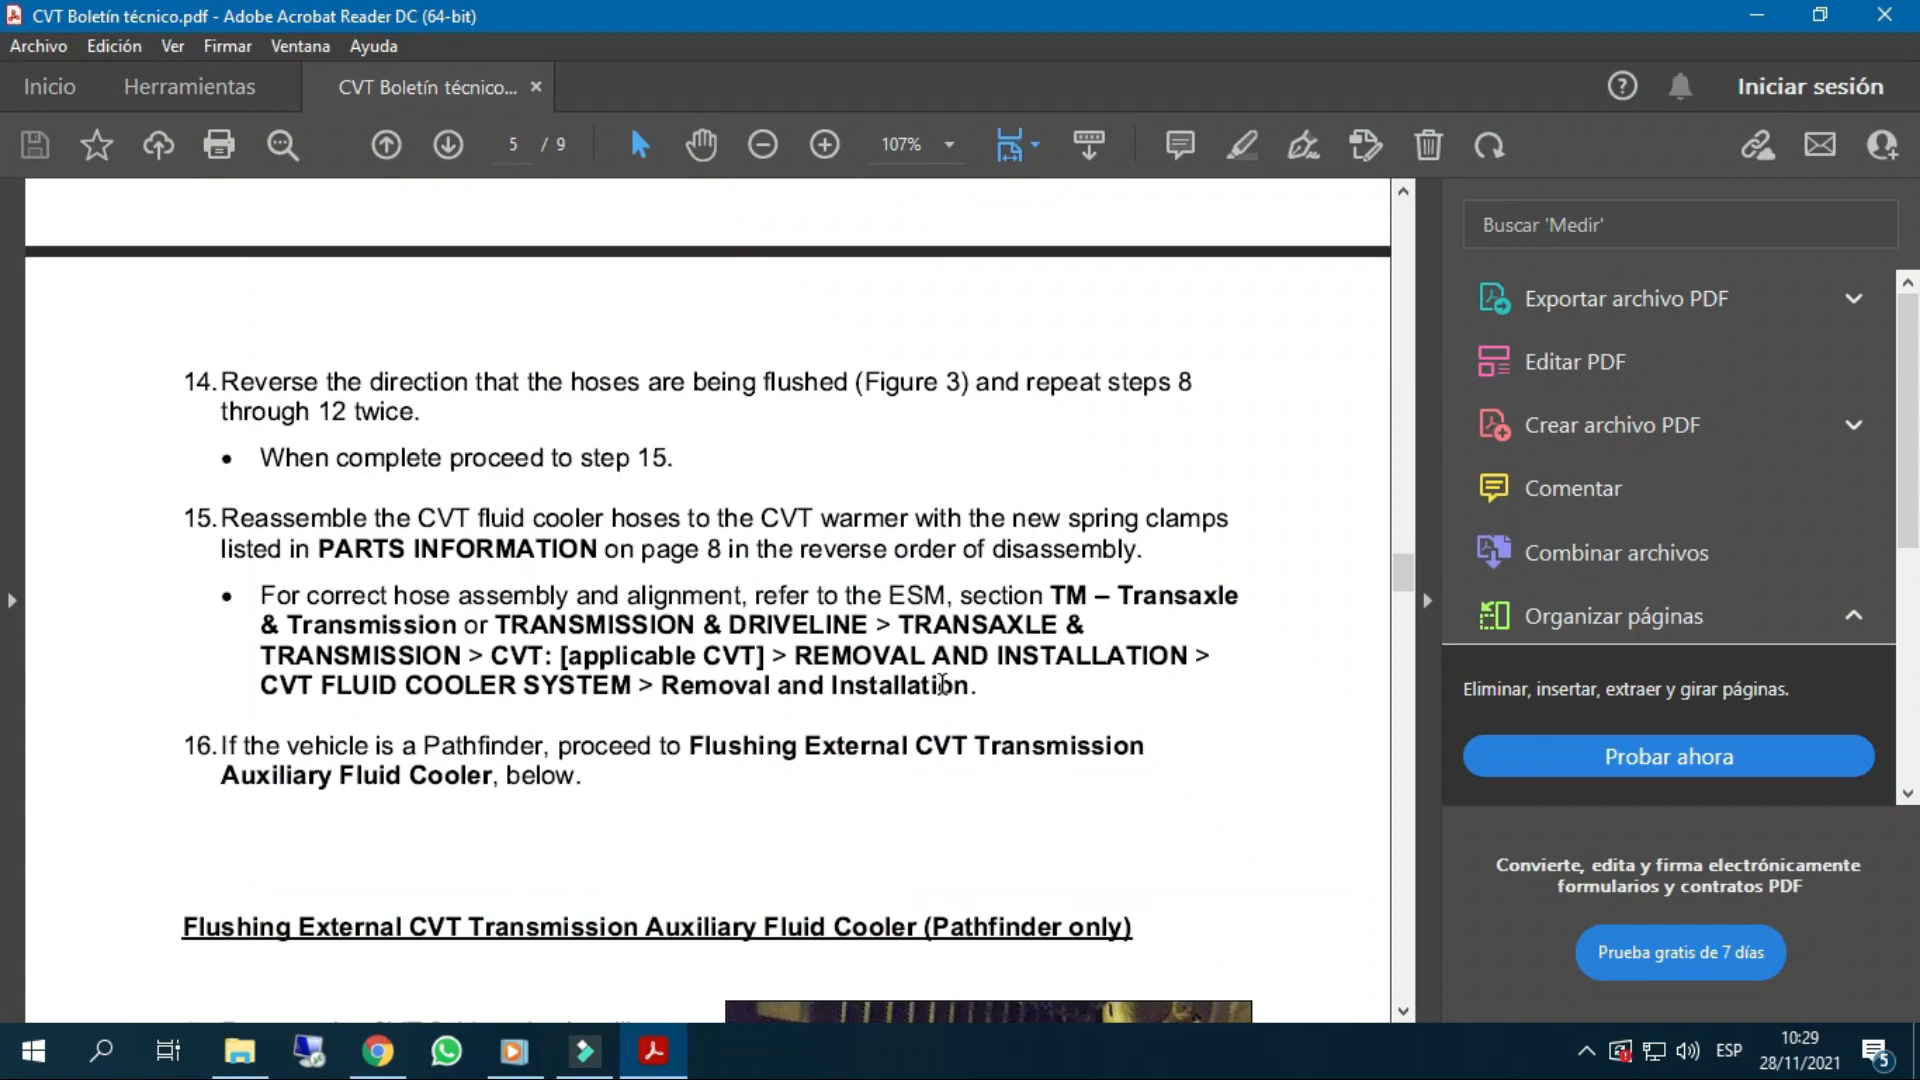 CVT Boletín técnico.pdf - Adobe Acrobat Reader DC (64-bit)
Archivo Edición Ver Firmar Ventana Ayuda
Inicio Herramientas CVT Boletín técnico... × Iniciar sesión
5 / 9 107%
14. Reverse the direction that the hoses are being flushed (Figure 3) and repeat steps 8
through 12 twice.
• When complete proceed to step 15.
15. Reassemble the CVT fluid cooler hoses to the CVT warmer with the new spring clamps
listed in PARTS INFORMATION on page 8 in the reverse order of disassembly.
• For correct hose assembly and alignment, refer to the ESM, section TM – Transaxle
& Transmission or TRANSMISSION & DRIVELINE > TRANSAXLE &
TRANSMISSION > CVT: [applicable CVT] > REMOVAL AND INSTALLATION >
CVT FLUID COOLER SYSTEM > Removal and Installation.
16. If the vehicle is a Pathfinder, proceed to Flushing External CVT Transmission
Auxiliary Fluid Cooler, below.
Flushing External CVT Transmission Auxiliary Fluid Cooler (Pathfinder only)
Buscar 'Medir'
Exportar archivo PDF
Editar PDF
Crear archivo PDF
Comentar
Combinar archivos
Organizar páginas
Eliminar, insertar, extraer y girar páginas.
Probar ahora
Convierte, edita y firma electrónicamente
formularios y contratos PDF
Prueba gratis de 7 días
ESP
10:29
28/11/2021
5